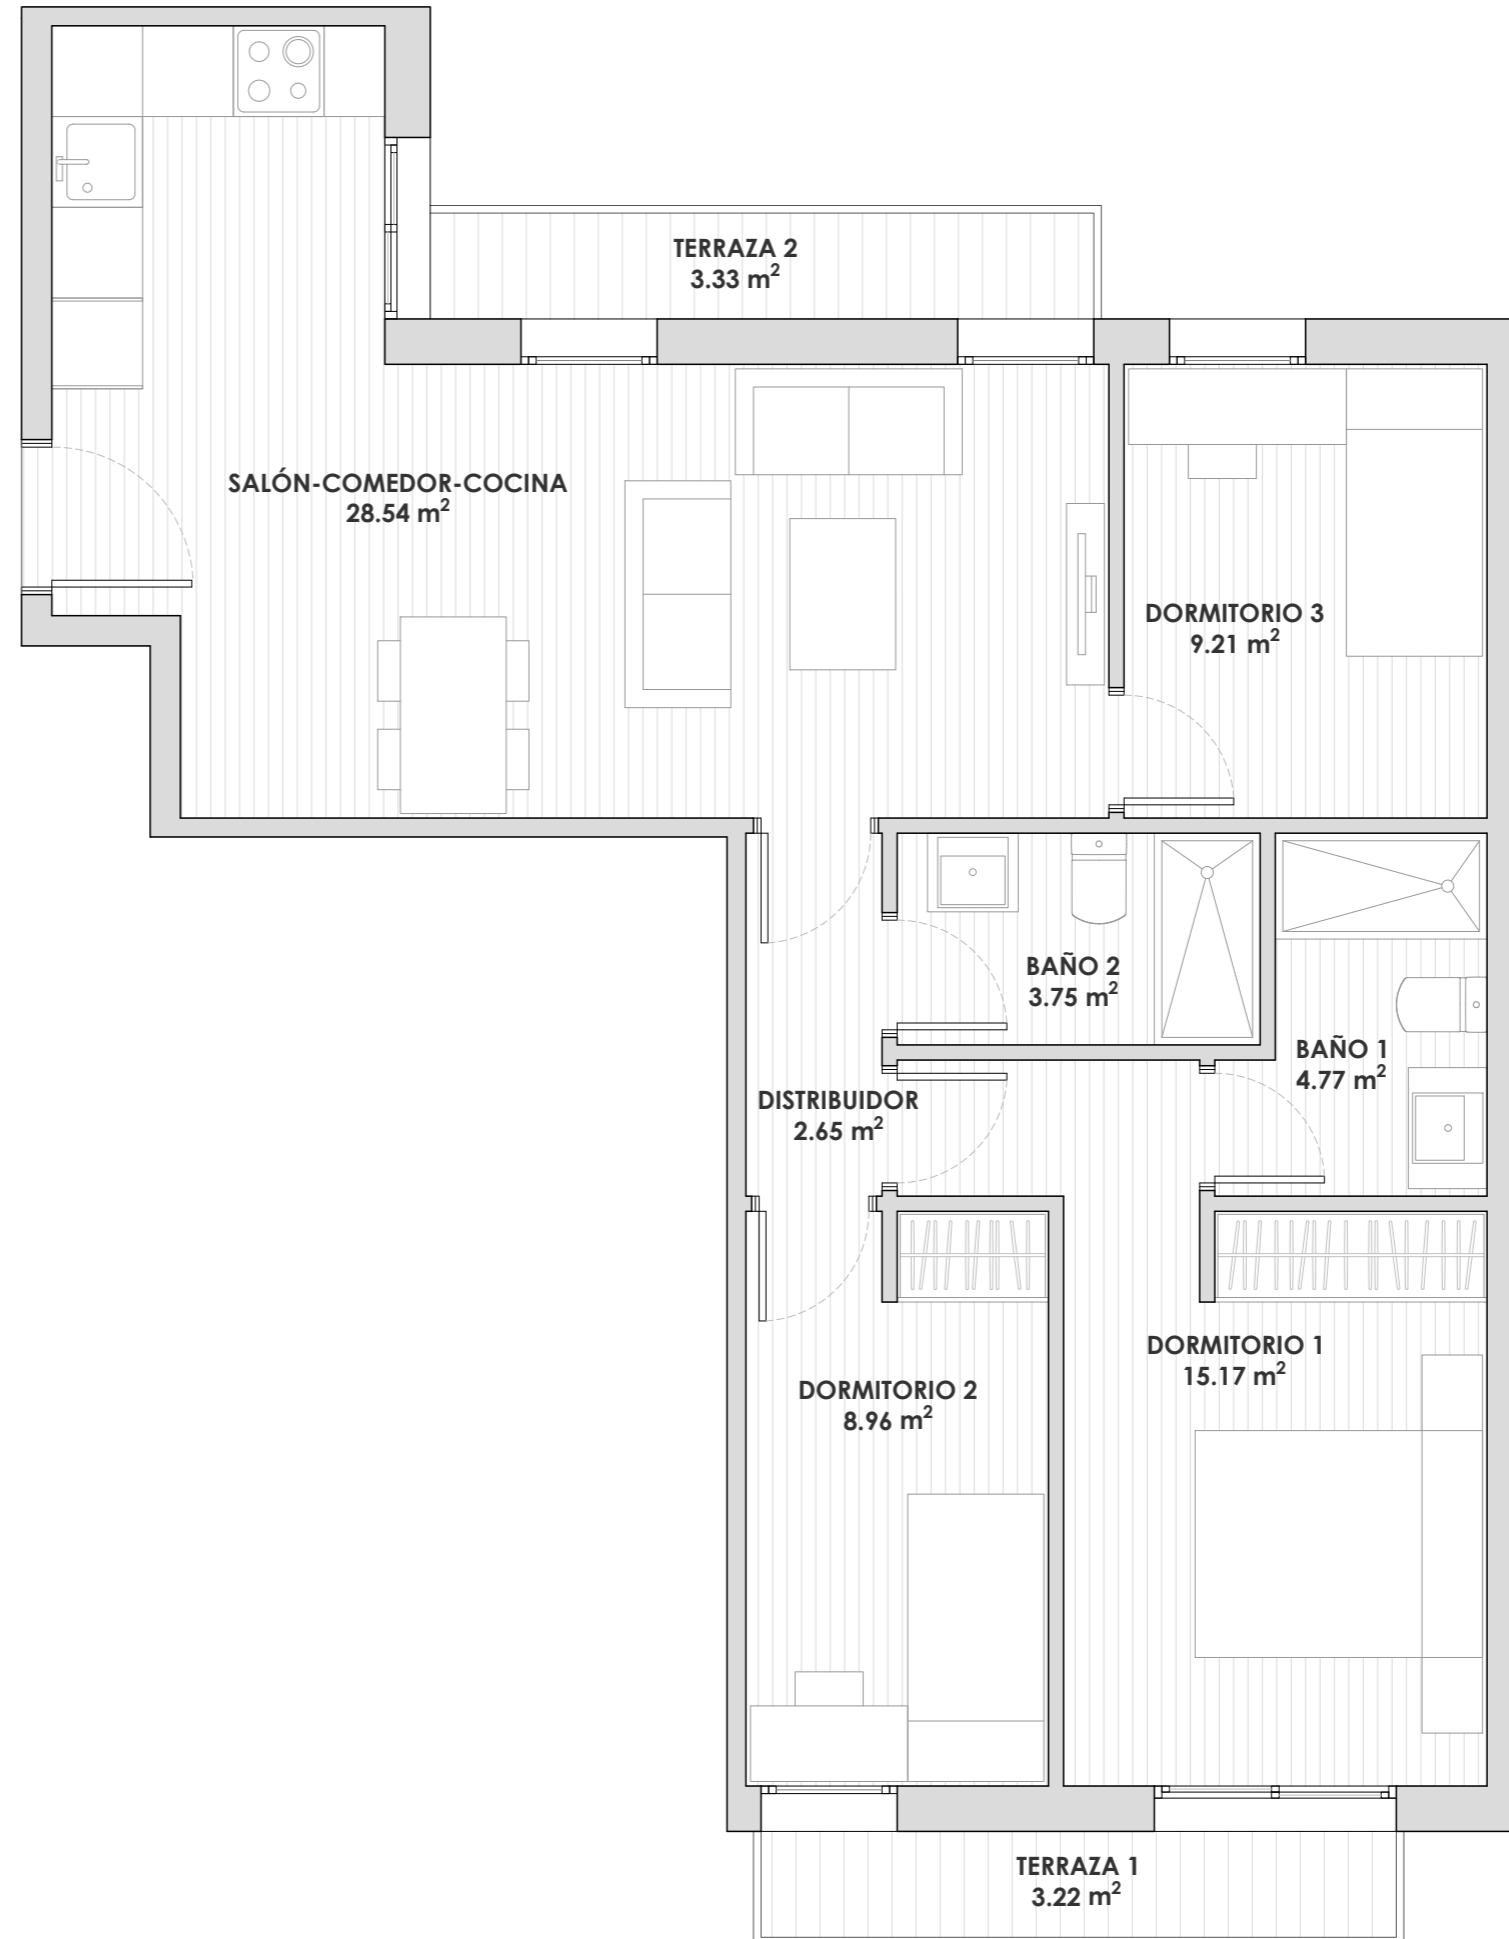 TERRAZA 2
3.33 m²
SALÓN-COMEDOR-COCINA
28.54 m²
DORMITORIO 3
9.21 m²
BAÑO 2
3.75 m²
BAÑO 1
4.77 m²
DISTRIBUIDOR
2.65 m²
DORMITORIO 1
15.17 m²
DORMITORIO 2
8.96 m²
TERRAZA 1
3.22 m²